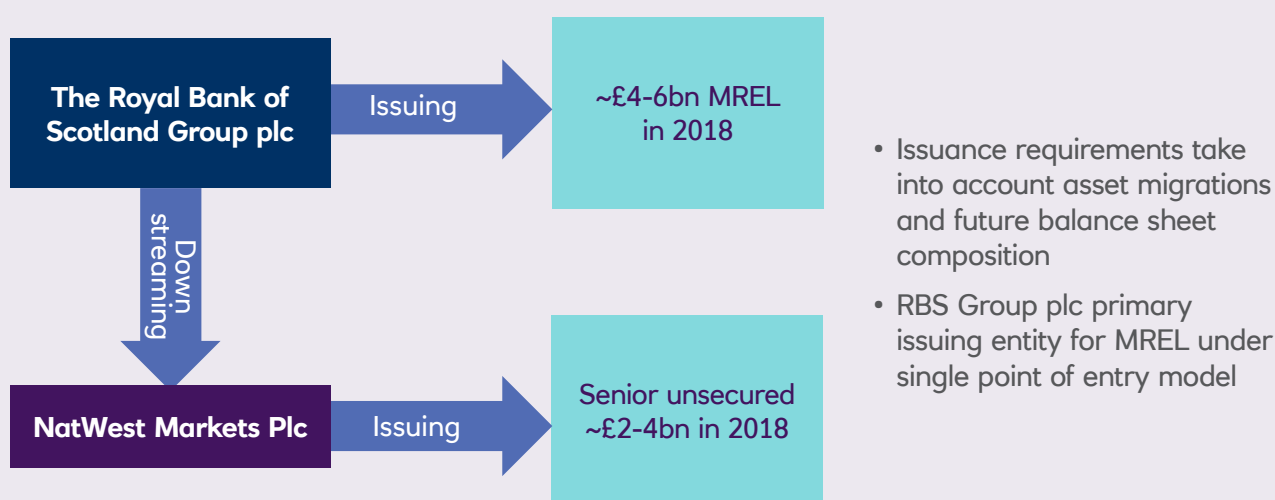 The Royal Bank of
Scotland Group plc
Issuing
~£4-6bn MREL
in 2018
Down
streaming
NatWest Markets Plc
Issuing
Senior unsecured
~£2-4bn in 2018
• Issuance requirements take
into account asset migrations
and future balance sheet
composition
• RBS Group plc primary
issuing entity for MREL under
single point of entry model